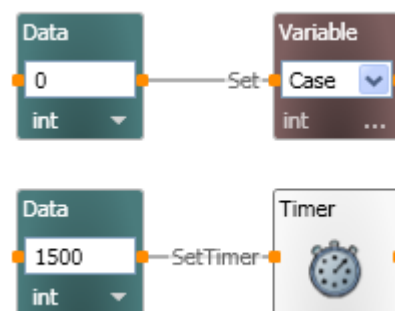 Data
Variable
0
Set
Case
int
int
...
Data
Timer
1500
SetTimer
int